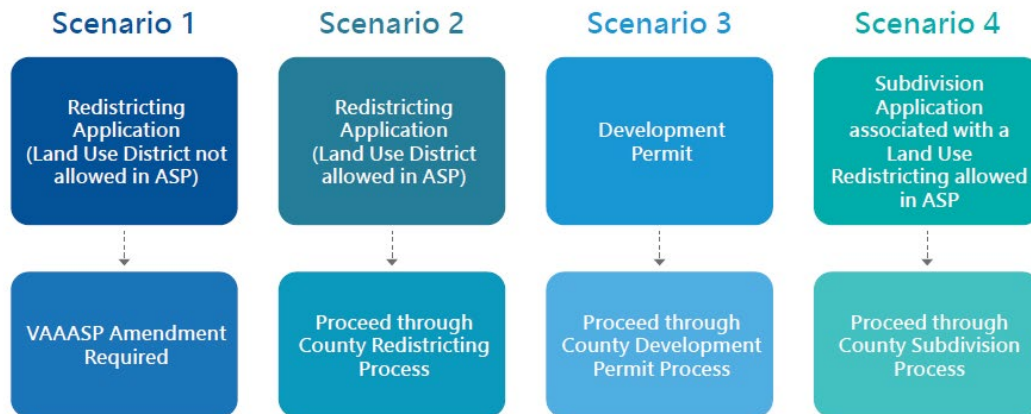 Scenario 1
Redistricting
Application
(Land Use District not
allowed in ASP)
VAAASP Amendment
Required
Scenario 2
Redistricting
Application
(Land Use District
allowed in ASP)
Proceed through
County Redistricting
Process
Scenario 3
Development
Permit
Proceed through
County Development
Permit Process
Scenario 4
Subdivision
Application
associated with a
Land Use
Redistricting allowed
in ASP
Proceed through
County Subdivision
Process